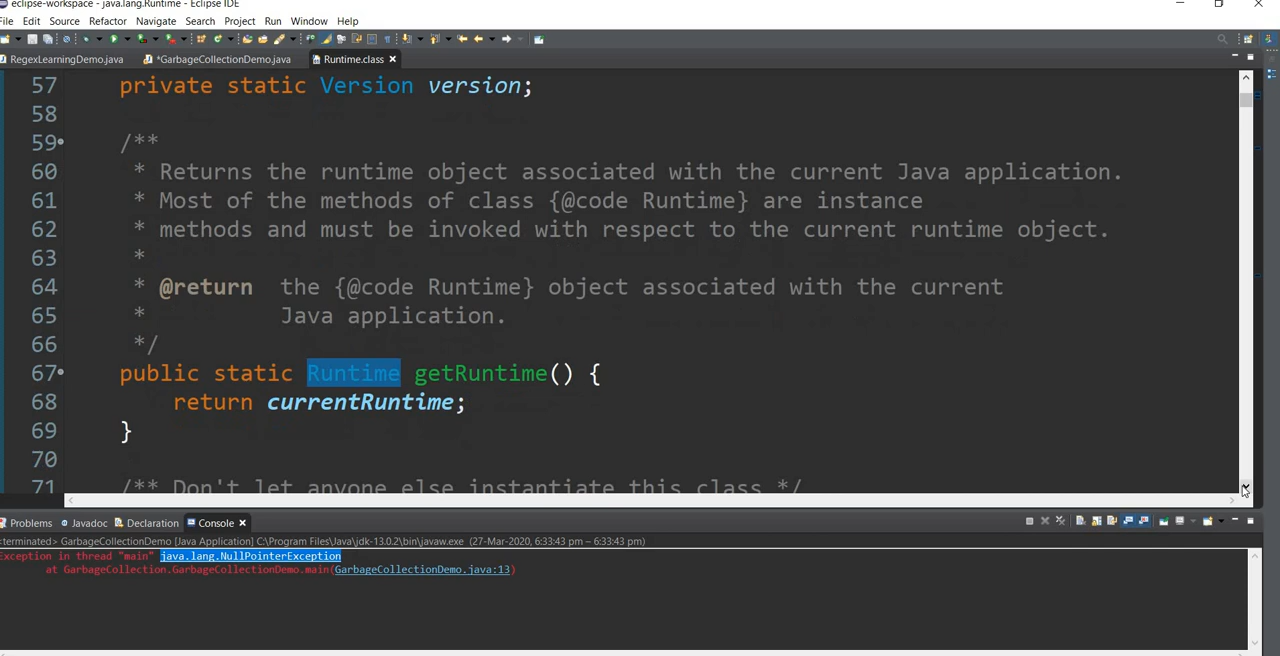 eclipse-workspace - java.lang.Runtime - Eclipse IDE
File Edit Source Refactor Navigate Search Project Run Window Help
RegexLearningDemo.java *GarbageCollectionDemo.java Runtime.class
57 private static Version version;
58
59 /**
60 * Returns the runtime object associated with the current Java application.
61 * Most of the methods of class {@code Runtime} are instance
62 * methods and must be invoked with respect to the current runtime object.
63 *
64 * @return the {@code Runtime} object associated with the current
65 * Java application.
66 */
67 public static Runtime getRuntime() {
68 return currentRuntime;
69 }
70
71 /** Don't let anyone else instantiate this class */
Problems Javadoc Declaration Console
<terminated> GarbageCollectionDemo [Java Application] C:\Program Files\Java\jdk-13.0.2\bin\javaw.exe (27-Mar-2020, 6:33:43 pm – 6:33:43 pm)
Exception in thread "main" java.lang.NullPointerException
at GarbageCollection.GarbageCollectionDemo.main(GarbageCollectionDemo.java:13)